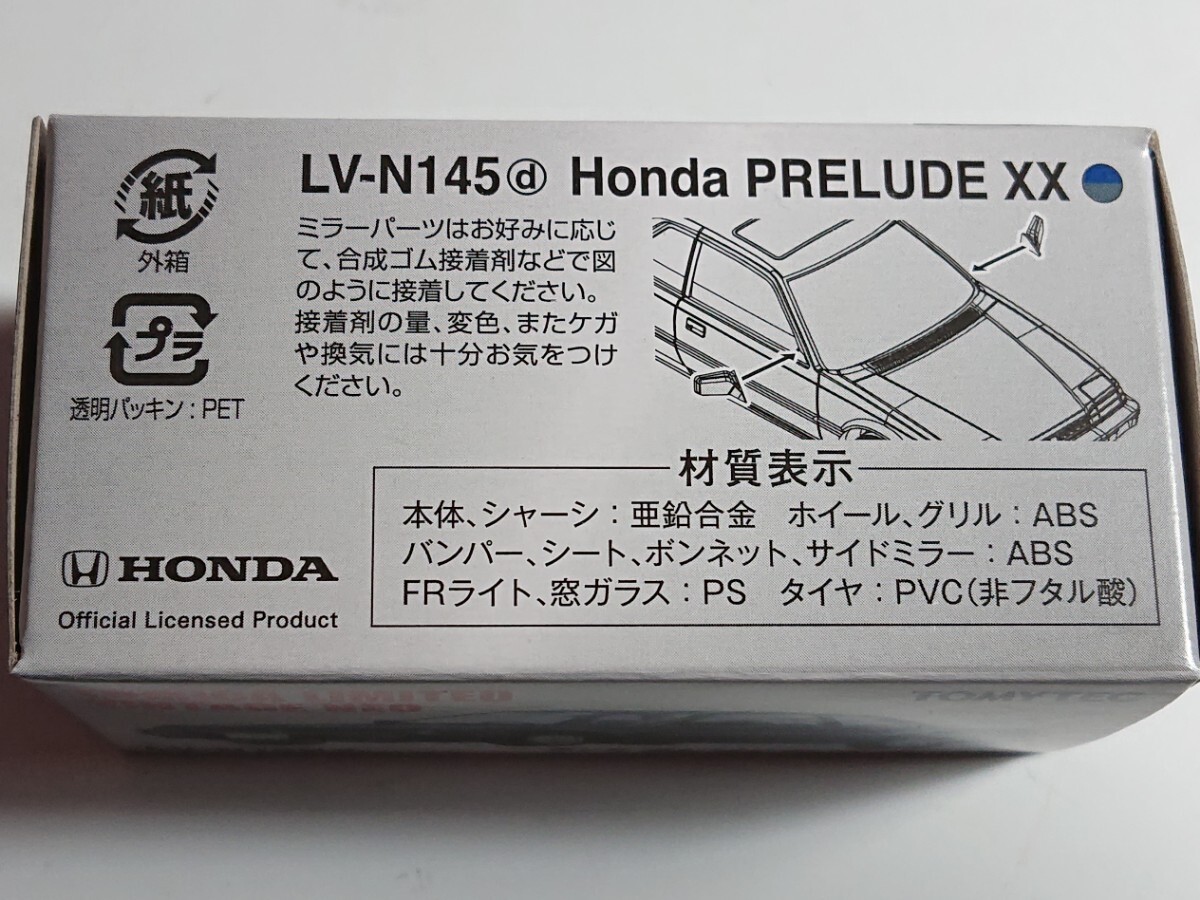 LV-N145ⓓ Honda PRELUDE XX
紙
外箱
プラ
透明パッキン：PET
ミラーパーツはお好みに応じ
て、合成ゴム接着剤などで図
のように接着してください。
接着剤の量、変色、またケガ
や換気には十分お気をつけ
ください。
材質表示
本体、シャーシ：亜鉛合金　ホイール、グリル：ABS
バンパー、シート、ボンネット、サイドミラー：ABS
FRライト、窓ガラス：PS　タイヤ：PVC（非フタル酸）
HONDA
Official Licensed Product
LIMITED
TOMYTEC